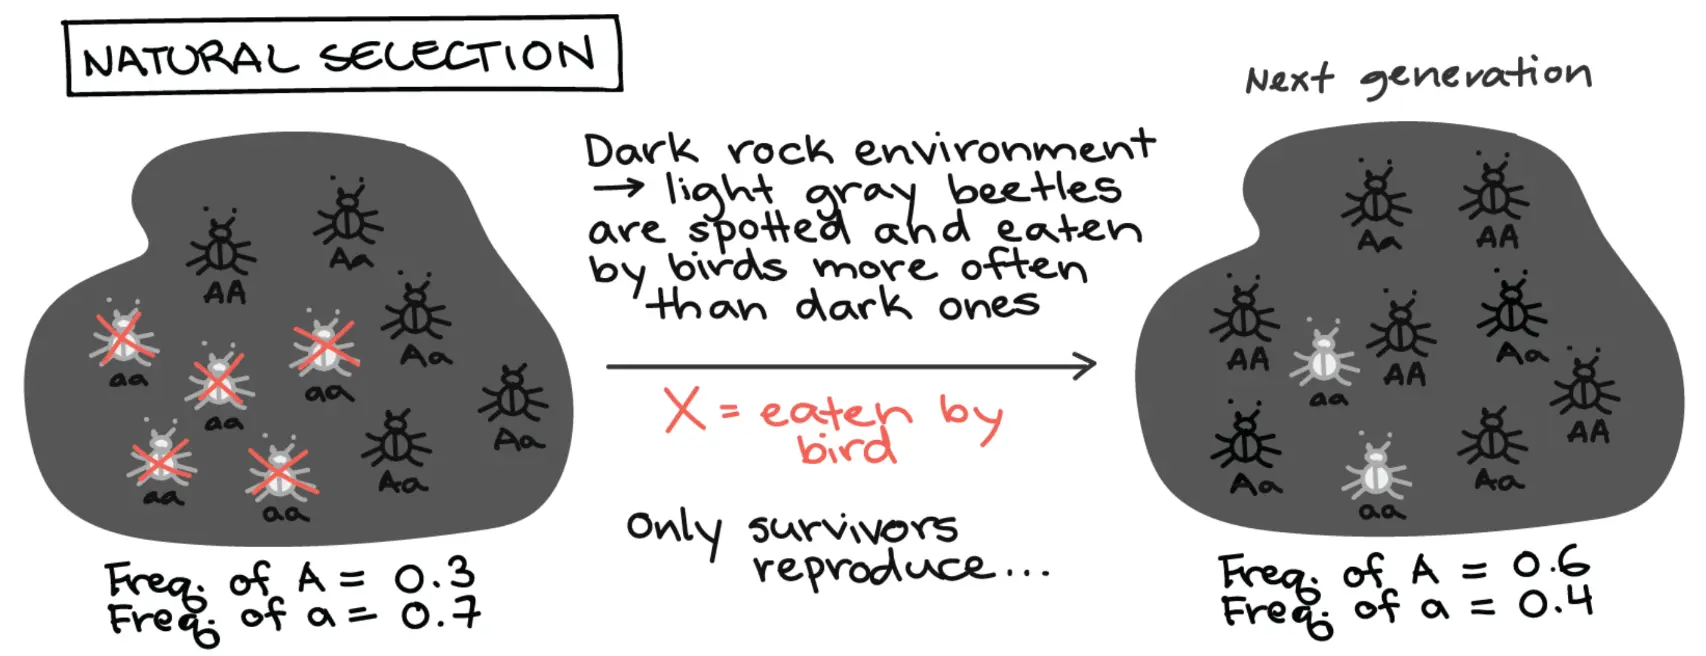 NATURAL SELECTION
Next generation
Dark rock environment
→ light gray beetles
are spotted and eaten
by birds more often
than dark ones
X = eaten by
bird
Only survivors
reproduce...
AA
Aa
Aa
aa
aa
aa
Aa
Aa
aa
aa
Freq. of A = 0.3
Freq. of a = 0.7
Aa
AA
AA
AA
Aa
aa
AA
Aa
Aa
aa
Freq. of A = 0.6
Freq. of a = 0.4